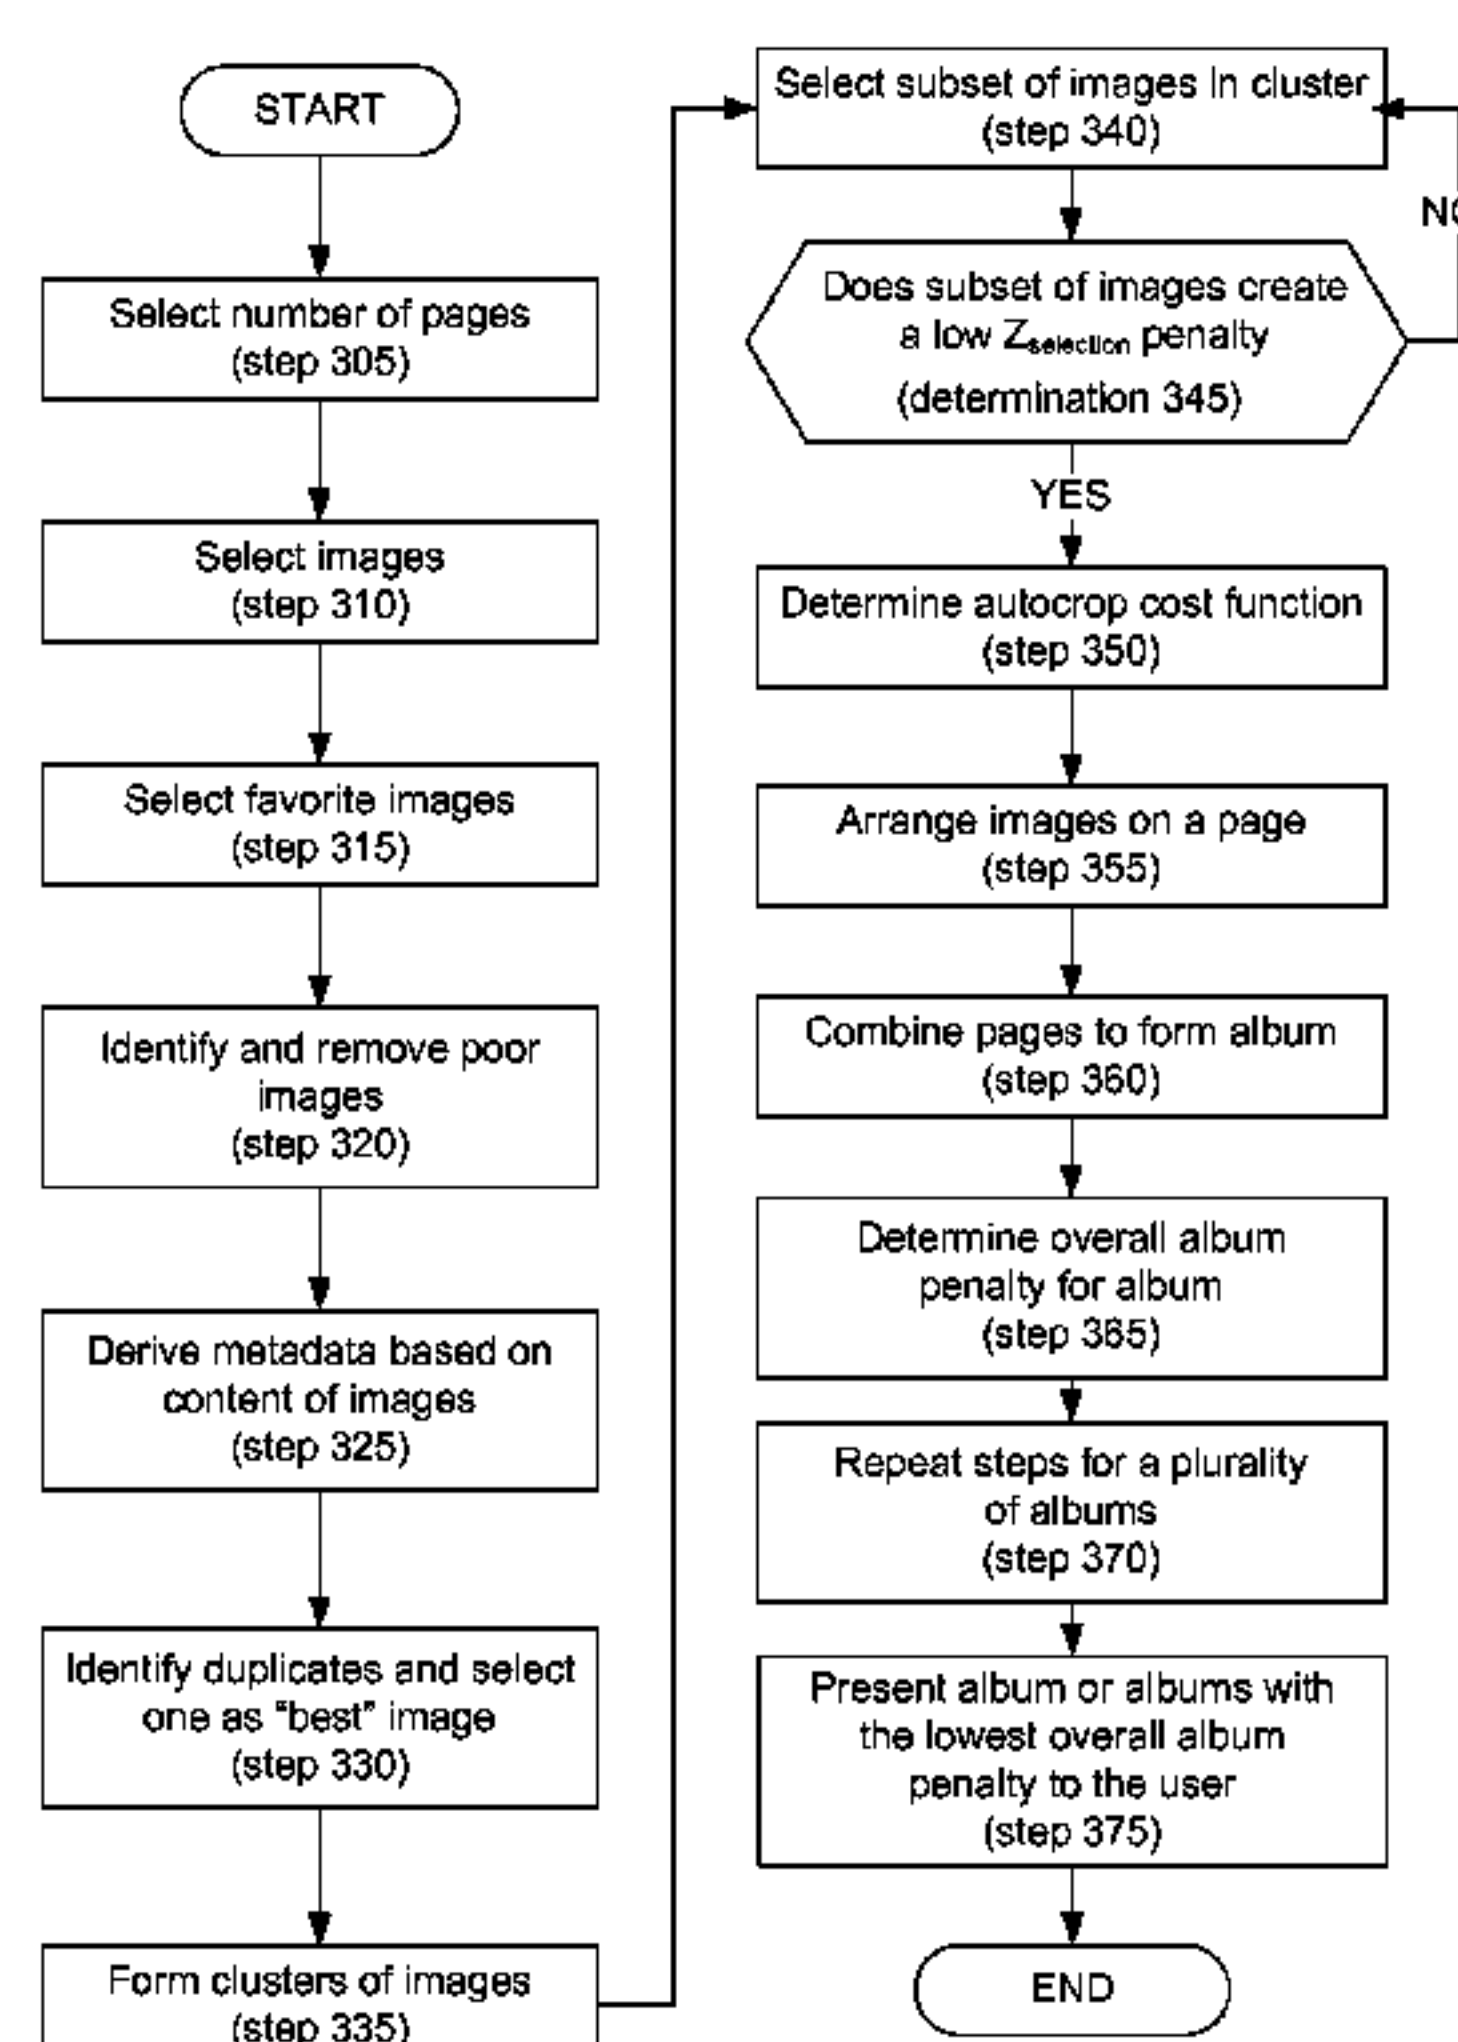 START
Select number of pages
(step 305)
Select images
(step 310)
Select favorite images
(step 315)
Identify and remove poor
images
(step 320)
Derive metadata based on
content of images
(step 325)
Identify duplicates and select
one as “best” image
(step 330)
Form clusters of images
(step 335)
Select subset of images in cluster
(step 340)
NO
Does subset of images create
a low Zselection penalty
(determination 345)
YES
Determine autocrop cost function
(step 350)
Arrange images on a page
(step 355)
Combine pages to form album
(step 360)
Determine overall album
penalty for album
(step 365)
Repeat steps for a plurality
of albums
(step 370)
Present album or albums with
the lowest overall album
penalty to the user
(step 375)
END